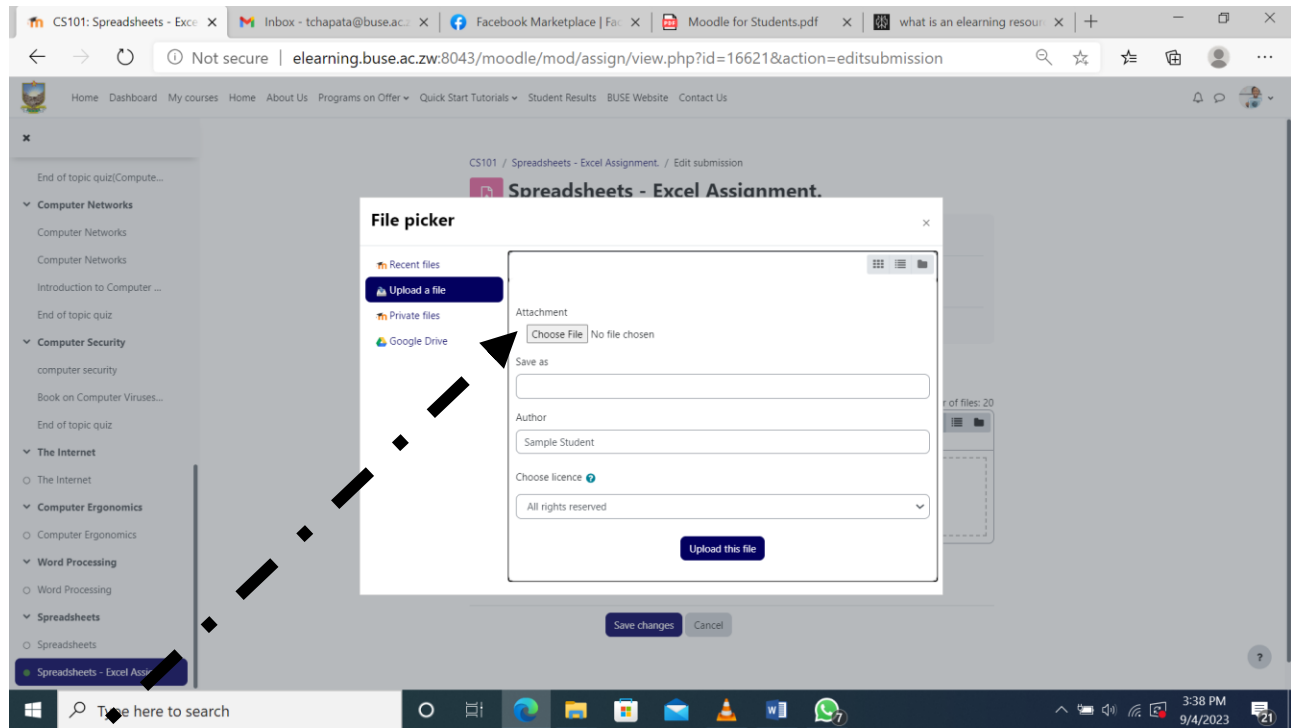 CS101: Spreadsheets - Exce
Inbox - tchapata@buse.ac.z
Facebook Marketplace | Fac
Moodle for Students.pdf
what is an elearning resour
Not secure | elearning.buse.ac.zw:8043/moodle/mod/assign/view.php?id=16621&action=editsubmission
Home Dashboard My courses Home About Us Programs on Offer Quick Start Tutorials Student Results BUSE Website Contact Us
End of topic quiz(Compute...
Computer Networks
Computer Networks
Computer Networks
Introduction to Computer ...
End of topic quiz
Computer Security
computer security
Book on Computer Viruses...
End of topic quiz
The Internet
The Internet
Computer Ergonomics
Computer Ergonomics
Word Processing
Word Processing
Spreadsheets
Spreadsheets
Spreadsheets - Excel Assi
CS101 / Spreadsheets - Excel Assignment. / Edit submission
Spreadsheets - Excel Assignment.
File picker
Recent files
Upload a file
Private files
Google Drive
Attachment
Choose File No file chosen
Save as
Author
Sample Student
Choose licence
All rights reserved
Upload this file
r of files: 20
Save changes Cancel
Type here to search
7
3:38 PM
9/4/2023
21